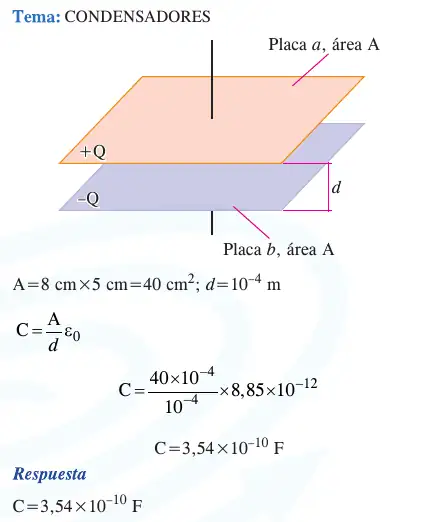 Tema: CONDENSADORES
Placa a, área A
+Q
–Q
d
Placa b, área A
A=8 cm×5 cm=40 cm²; d=10⁻⁴ m
C = A/d ε₀
C = 40×10⁻⁴/10⁻⁴ ×8,85×10⁻¹²
C=3,54×10⁻¹⁰ F
Respuesta
C=3,54×10⁻¹⁰ F